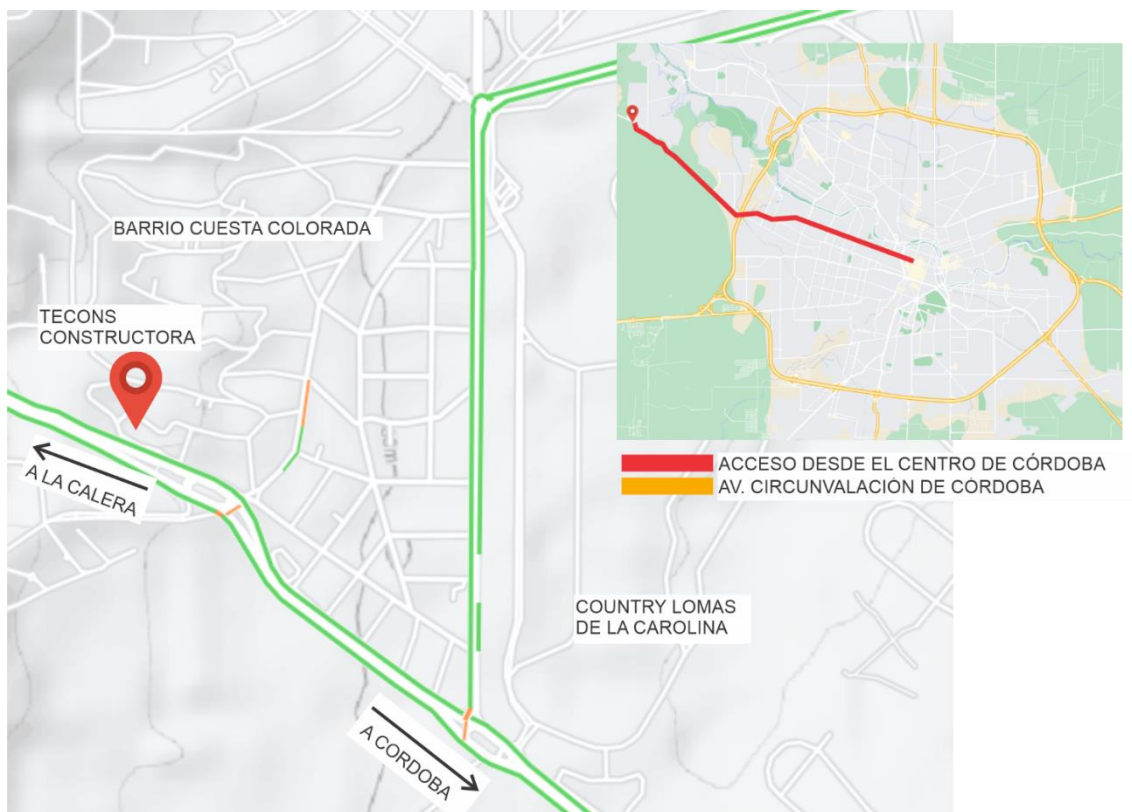 BARRIO CUESTA COLORADA
TECONS
CONSTRUCTORA
A LA CALERA
ACCESO DESDE EL CENTRO DE CÓRDOBA
AV. CIRCUNVALACIÓN DE CÓRDOBA
COUNTRY LOMAS
DE LA CAROLINA
A CORDOBA